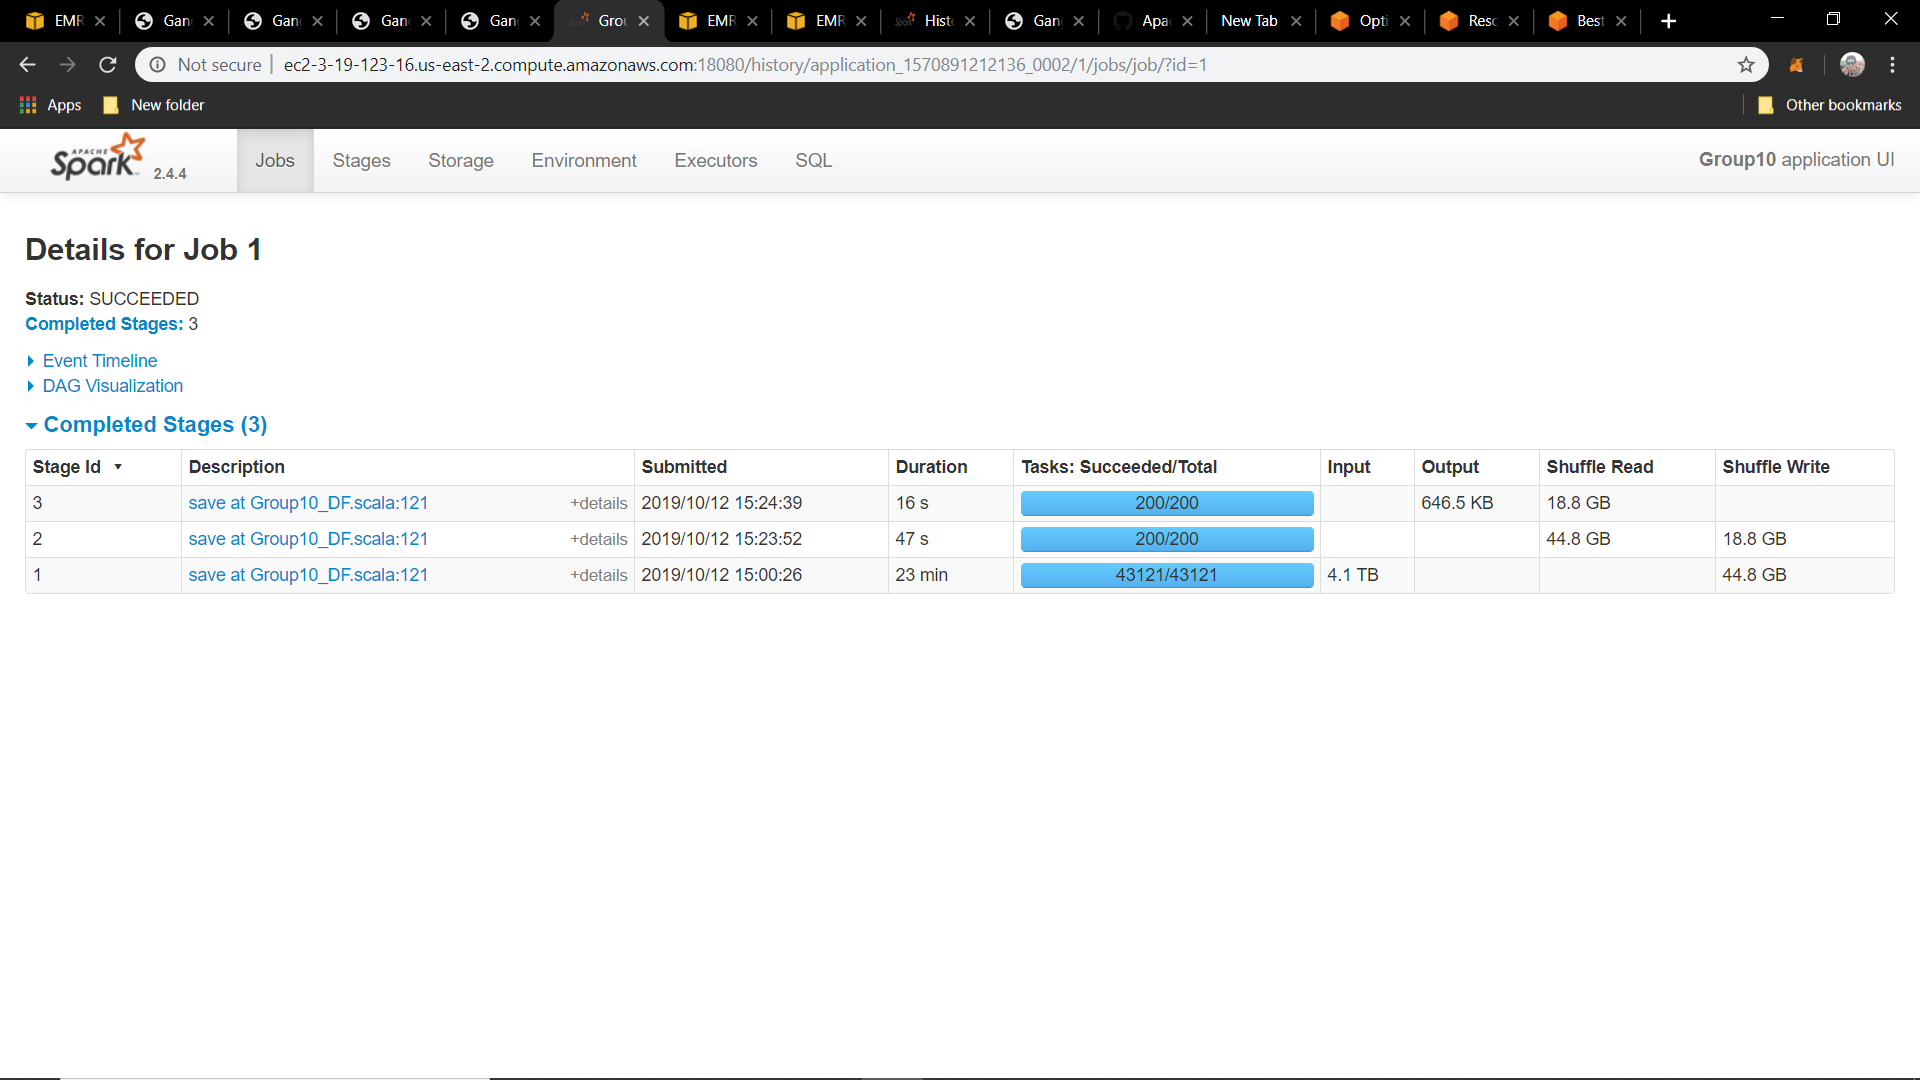 EMR Gan Gan Gan Gan Grou EMR EMR Hist Gan Apa New Tab Opti Reso Best
Not secure ec2-3-19-123-16.us-east-2.compute.amazonaws.com:18080/history/application_1570891212136_0002/1/jobs/job/?id=1
Apps New folder Other bookmarks
APACHE Spark 2.4.4 Jobs Stages Storage Environment Executors SQL Group10 application UI
Details for Job 1
Status: SUCCEEDED
Completed Stages: 3
Event Timeline
DAG Visualization
Completed Stages (3)
Stage Id Description Submitted Duration Tasks: Succeeded/Total Input Output Shuffle Read Shuffle Write
3 save at Group10_DF.scala:121 +details 2019/10/12 15:24:39 16 s 200/200 646.5 KB 18.8 GB
2 save at Group10_DF.scala:121 +details 2019/10/12 15:23:52 47 s 200/200 44.8 GB 18.8 GB
1 save at Group10_DF.scala:121 +details 2019/10/12 15:00:26 23 min 43121/43121 4.1 TB 44.8 GB